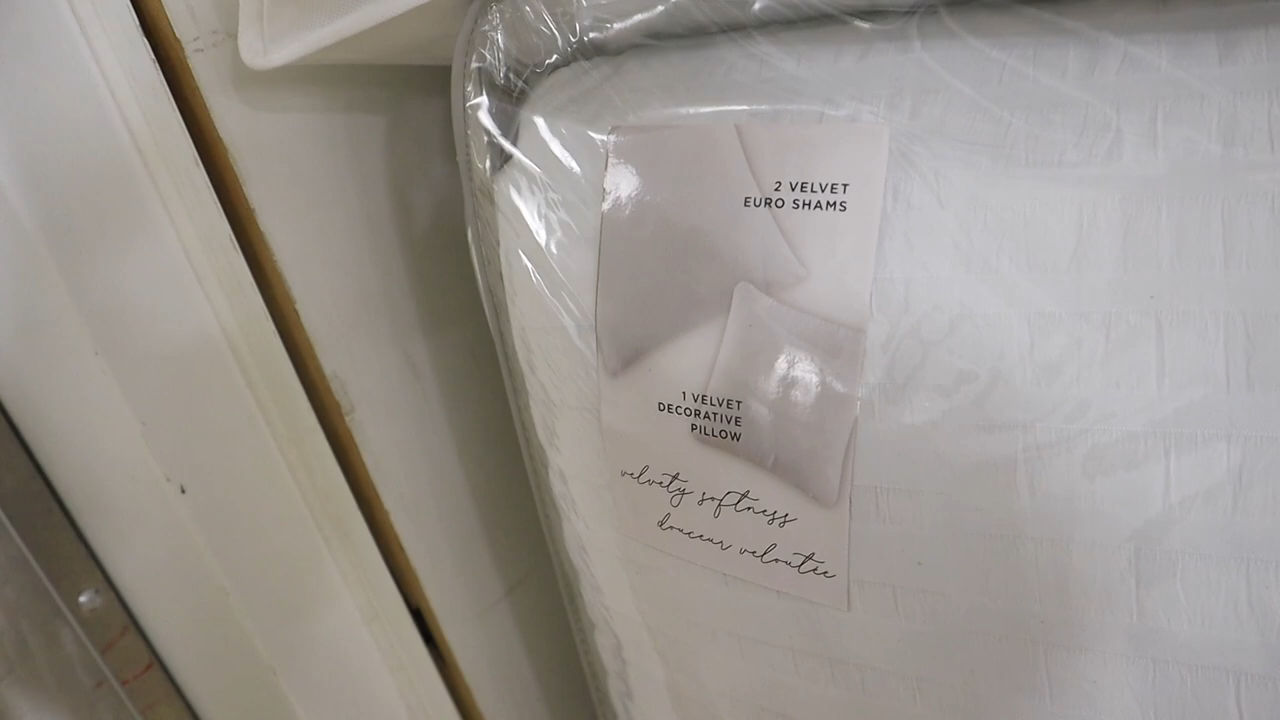 2 VELVET
EURO SHAMS
1 VELVET
DECORATIVE
PILLOW
velvety softness
douceur veloutée